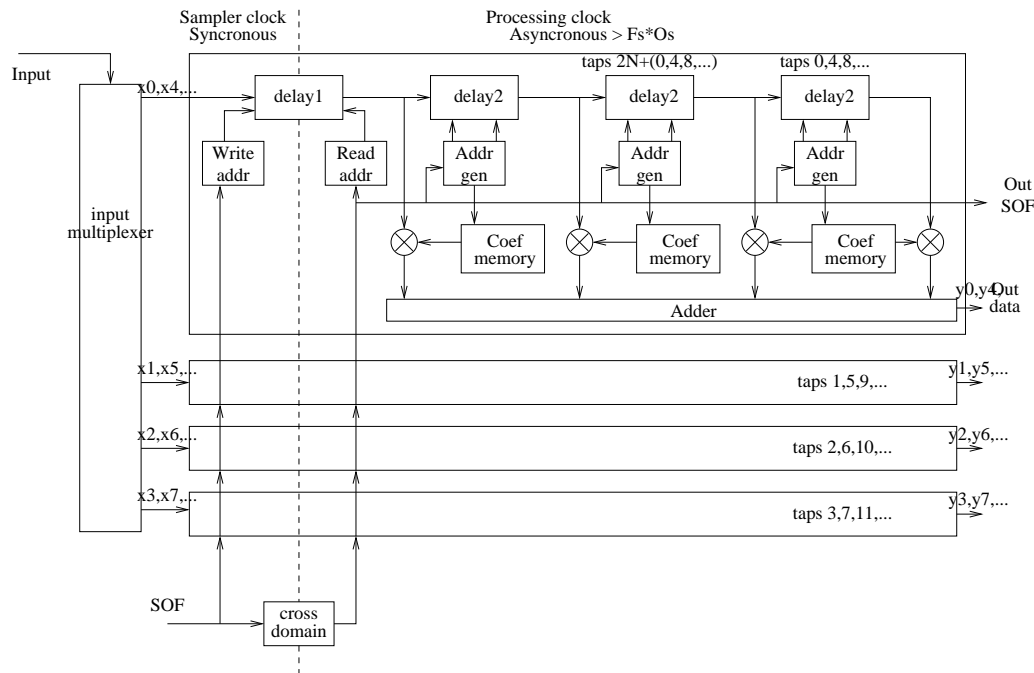 Sampler clock
Syncronous
Processing clock
Asyncronous > Fs*Os
Input
x0,x4,...
delay1
delay2
taps 2N+(0,4,8,...)
delay2
taps 0,4,8,...
delay2
Write
addr
Read
addr
Addr
gen
Addr
gen
Addr
gen
Out
SOF
input
multiplexer
Coef
memory
Coef
memory
Coef
memory
Adder
y0,y4,
Out
data
x1,x5,...
taps 1,5,9,...
y1,y5,...
x2,x6,...
taps 2,6,10,...
y2,y6,...
x3,x7,...
taps 3,7,11,...
y3,y7,...
SOF
cross
domain